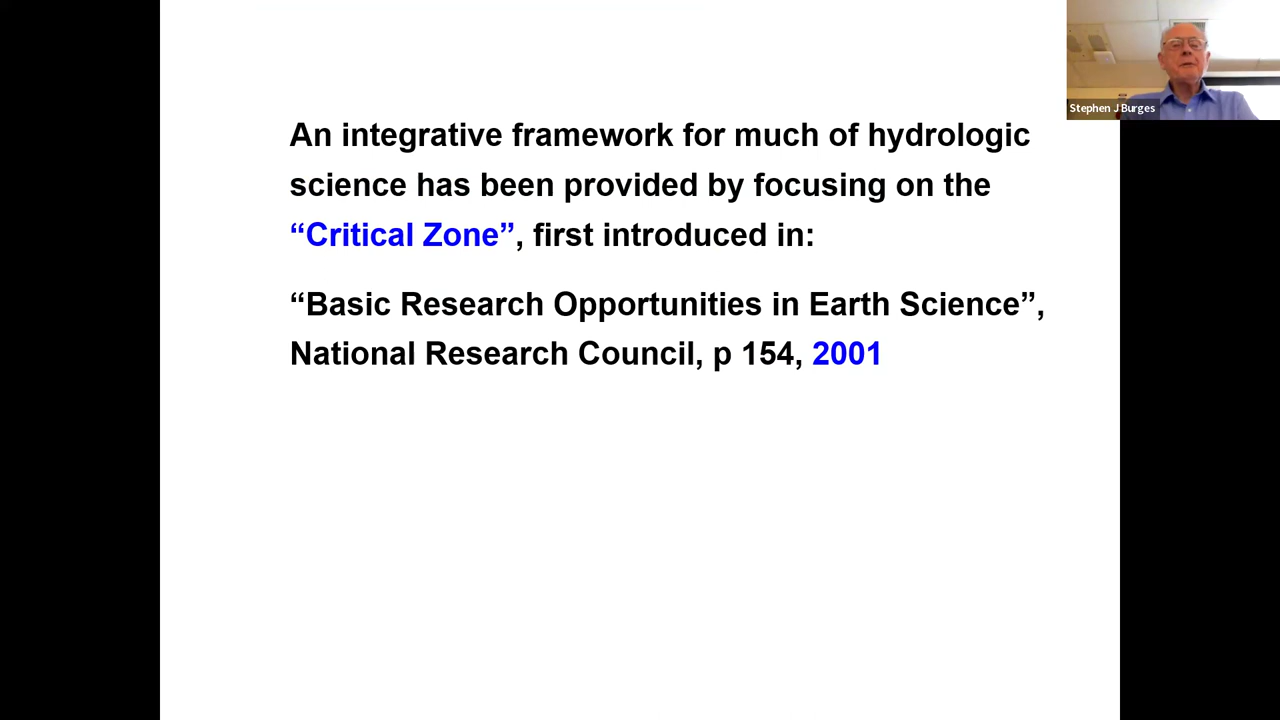 Stephen J Burges
An integrative framework for much of hydrologic
science has been provided by focusing on the
“Critical Zone”, first introduced in:
“Basic Research Opportunities in Earth Science”,
National Research Council, p 154, 2001